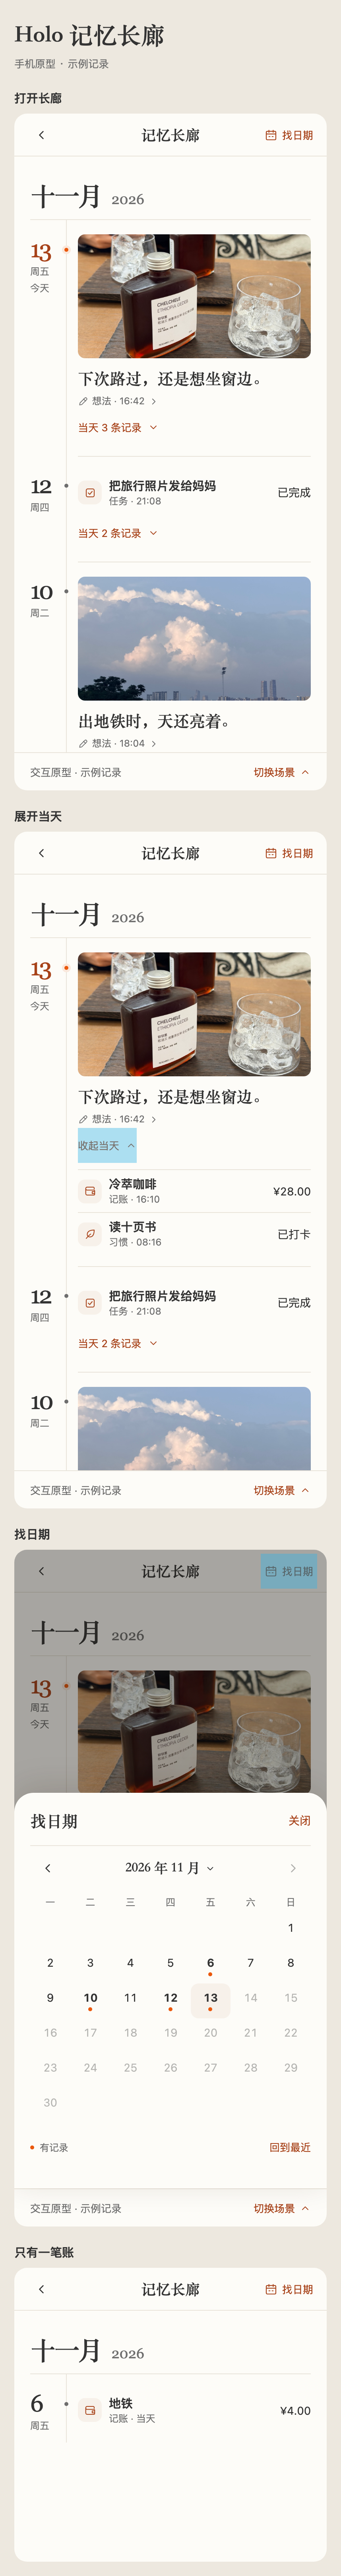 Holo 记忆长廊
手机原型 · 示例记录
打开长廊
记忆长廊
找日期
十一月 2026
13
周五
今天
CHELCHELE
ETHIOPIA GEDEB
下次路过，还是想坐窗边。
想法 · 16:42
当天 3 条记录
12
周四
把旅行照片发给妈妈
任务 · 21:08
已完成
当天 2 条记录
10
周二
出地铁时，天还亮着。
想法 · 18:04
交互原型 · 示例记录
切换场景
展开当天
记忆长廊
找日期
十一月 2026
13
周五
今天
CHELCHELE
ETHIOPIA GEDEB
下次路过，还是想坐窗边。
想法 · 16:42
收起当天
冷萃咖啡
记账 · 16:10
¥28.00
读十页书
习惯 · 08:16
已打卡
12
周四
把旅行照片发给妈妈
任务 · 21:08
已完成
当天 2 条记录
10
周二
交互原型 · 示例记录
切换场景
找日期
记忆长廊
找日期
十一月 2026
13
周五
今天
CHELCHELE
ETHIOPIA GEDEB
找日期
关闭
2026 年 11 月
一 二 三 四 五 六 日
1
2 3 4 5 6 7 8
9 10 11 12 13 14 15
16 17 18 19 20 21 22
23 24 25 26 27 28 29
30
有记录
回到最近
交互原型 · 示例记录
切换场景
只有一笔账
记忆长廊
找日期
十一月 2026
6
周五
地铁
记账 · 当天
¥4.00